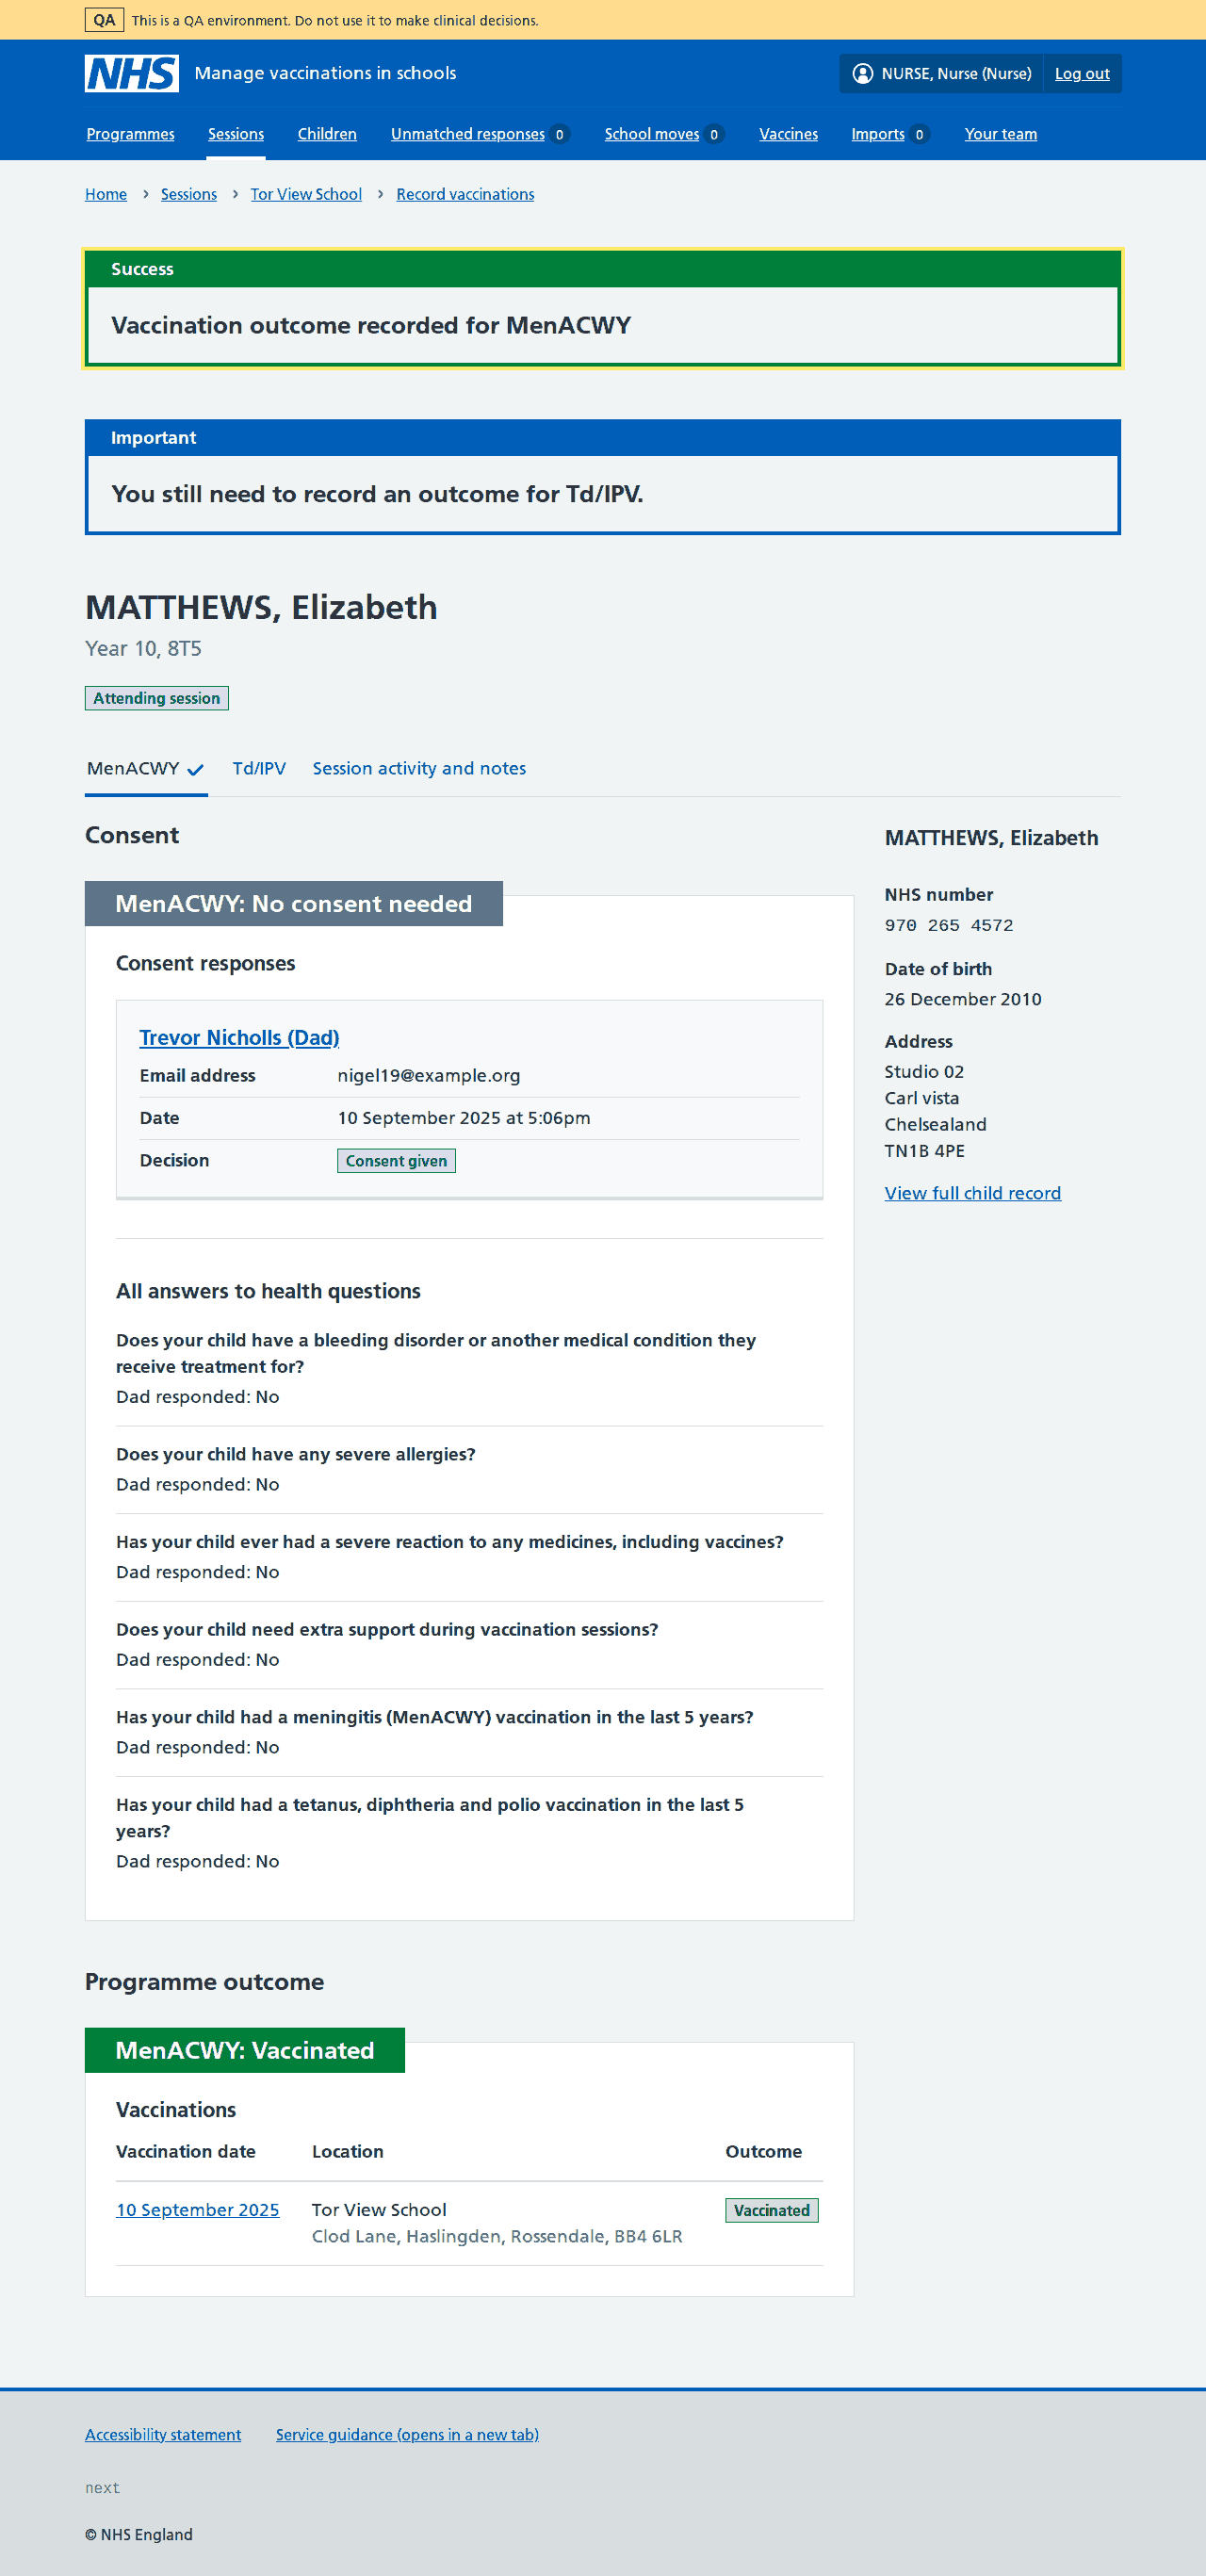 QA This is a QA environment. Do not use it to make clinical decisions.
NHS Manage vaccinations in schools NURSE, Nurse (Nurse) Log out
Programmes Sessions Children Unmatched responses 0 School moves 0 Vaccines Imports 0 Your team
Home › Sessions › Tor View School › Record vaccinations
Success
Vaccination outcome recorded for MenACWY
Important
You still need to record an outcome for Td/IPV.
MATTHEWS, Elizabeth
Year 10, 8T5
Attending session
MenACWY Td/IPV Session activity and notes
Consent
MenACWY: No consent needed
Consent responses
Trevor Nicholls (Dad)
Email address nigel19@example.org
Date 10 September 2025 at 5:06pm
Decision Consent given
All answers to health questions
Does your child have a bleeding disorder or another medical condition they
receive treatment for?
Dad responded: No
Does your child have any severe allergies?
Dad responded: No
Has your child ever had a severe reaction to any medicines, including vaccines?
Dad responded: No
Does your child need extra support during vaccination sessions?
Dad responded: No
Has your child had a meningitis (MenACWY) vaccination in the last 5 years?
Dad responded: No
Has your child had a tetanus, diphtheria and polio vaccination in the last 5
years?
Dad responded: No
MATTHEWS, Elizabeth
NHS number
970 265 4572
Date of birth
26 December 2010
Address
Studio 02
Carl vista
Chelsealand
TN1B 4PE
View full child record
Programme outcome
MenACWY: Vaccinated
Vaccinations
Vaccination date Location Outcome
10 September 2025 Tor View School Vaccinated
Clod Lane, Haslingden, Rossendale, BB4 6LR
Accessibility statement Service guidance (opens in a new tab)
next
© NHS England